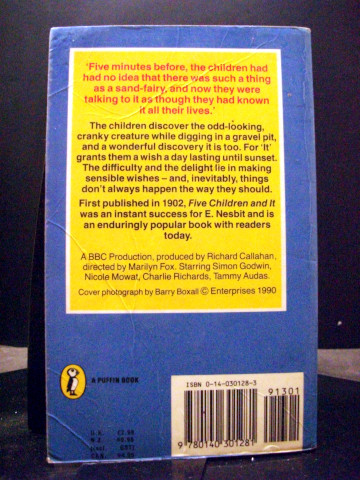 'Five minutes before, the children had
had no idea that there was such a thing
as a sand-fairy, and now they were
talking to it as though they had known
it all their lives.'
The children discover the odd-looking,
cranky creature while digging in a gravel pit,
and a wonderful discovery it is too. For 'It'
grants them a wish a day lasting until sunset.
The difficulty and the delight lie in making
sensible wishes – and, inevitably, things
don't always happen the way they should.
First published in 1902, Five Children and It
was an instant success for E. Nesbit and is
an enduringly popular book with readers
today.
A BBC Production, produced by Richard Callahan,
directed by Marilyn Fox. Starring Simon Godwin,
Nicole Mowat, Charlie Richards, Tammy Audas.
Cover photograph by Barry Boxall © Enterprises 1990
A PUFFIN BOOK
ISBN 0-14-030128-3
91301
9 780140 301281
U.K.
N.Z.